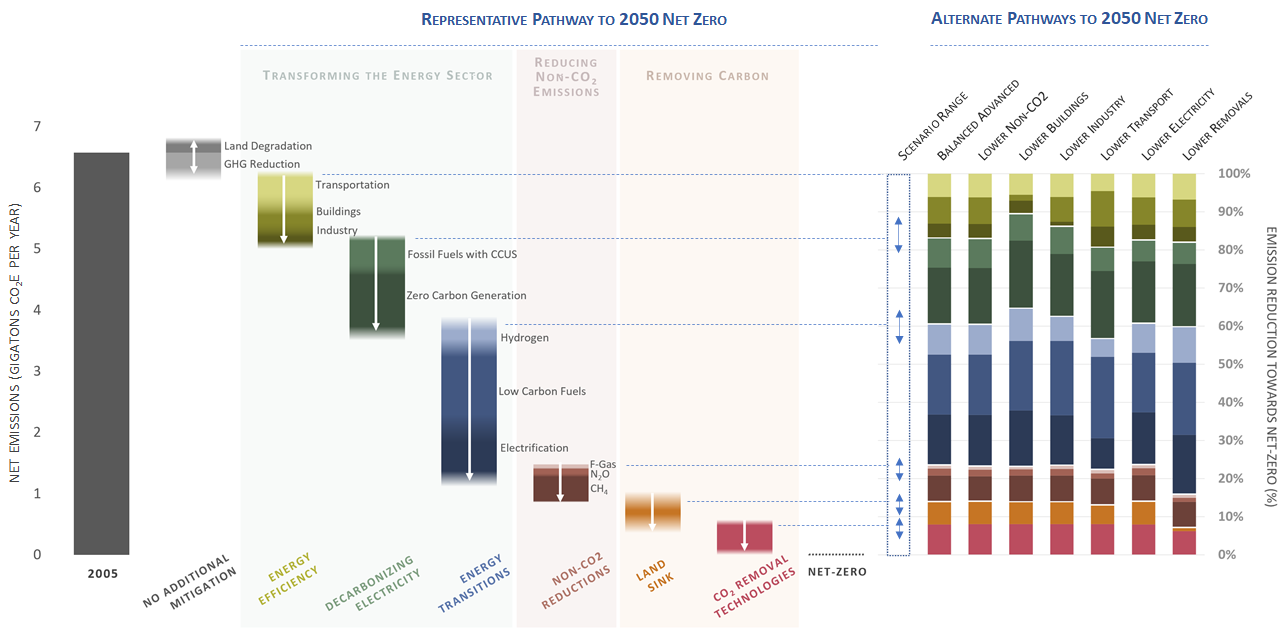 REPRESENTATIVE PATHWAY TO 2050 NET ZERO
ALTERNATE PATHWAYS TO 2050 NET ZERO
TRANSFORMING THE ENERGY SECTOR
REDUCING
NON-CO2
EMISSIONS
REMOVING CARBON
NET EMISSIONS (GIGATONS CO2E PER YEAR)
7
6
5
4
3
2
1
0
Land Degradation
GHG Reduction
Transportation
Buildings
Industry
Fossil Fuels with CCUS
Zero Carbon Generation
Hydrogen
Low Carbon Fuels
Electrification
F-Gas
N2O
CH4
2005
NO ADDITIONAL
MITIGATION
ENERGY
EFFICIENCY
DECARBONIZING
ELECTRICITY
ENERGY
TRANSITIONS
NON-CO2
REDUCTIONS
LAND
SINK
CO2 REMOVAL
TECHNOLOGIES
NET-ZERO
SCENARIO RANGE
BALANCED ADVANCED
LOWER NON-CO2
LOWER BUILDINGS
LOWER INDUSTRY
LOWER TRANSPORT
LOWER ELECTRICITY
LOWER REMOVALS
100%
90%
80%
70%
60%
50%
40%
30%
20%
10%
0%
EMISSION REDUCTION TOWARDS NET-ZERO (%)